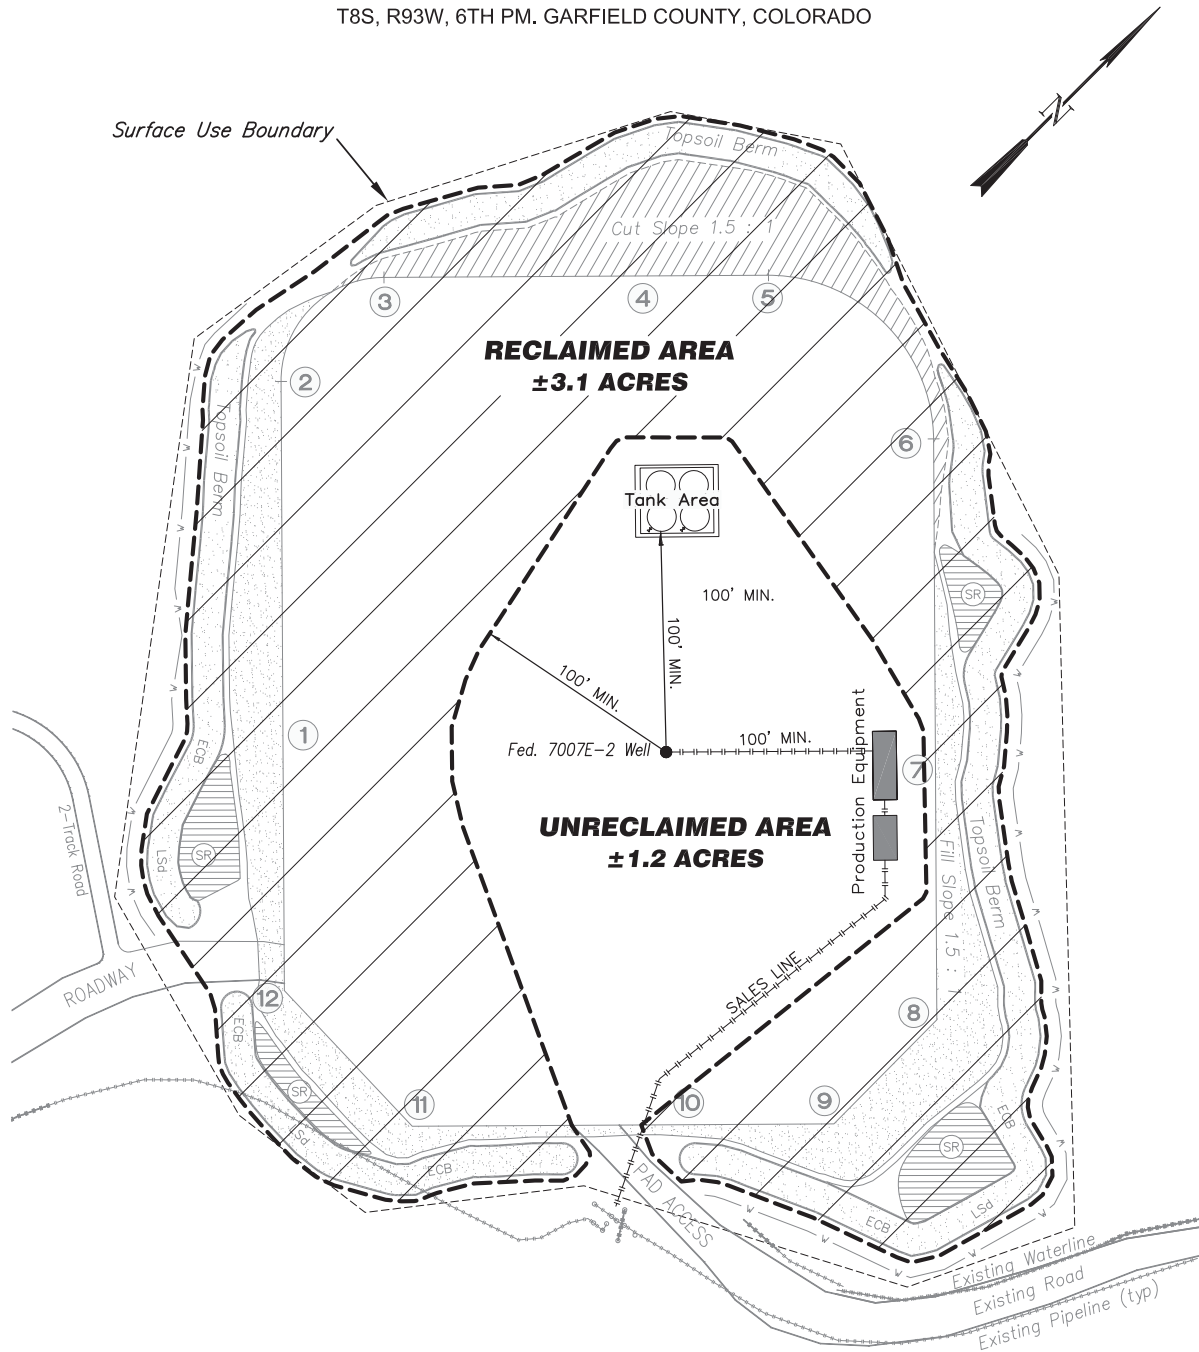 T8S, R93W, 6TH PM. GARFIELD COUNTY, COLORADO
N
Surface Use Boundary
Topsoil Berm
Cut Slope 1.5 : 1
3
4
5
RECLAIMED AREA
±3.1 ACRES
2
6
Topsoil Berm
Tank Area
100' MIN.
SR
100' MIN.
100' MIN.
Production Equipment
1
Fed. 7007E-2 Well
100' MIN.
7
ECB
2-Track Road
UNRECLAIMED AREA
±1.2 ACRES
LSd
SR
Fill Slope 1.5 : 1
Topsoil Berm
ROADWAY
SALES LINE
12
8
ECB
SR
11
10
9
ECB
LSd
ECB
SR
PAD ACCESS
ECB
LSd
Existing Waterline
Existing Road
Existing Pipeline (typ)